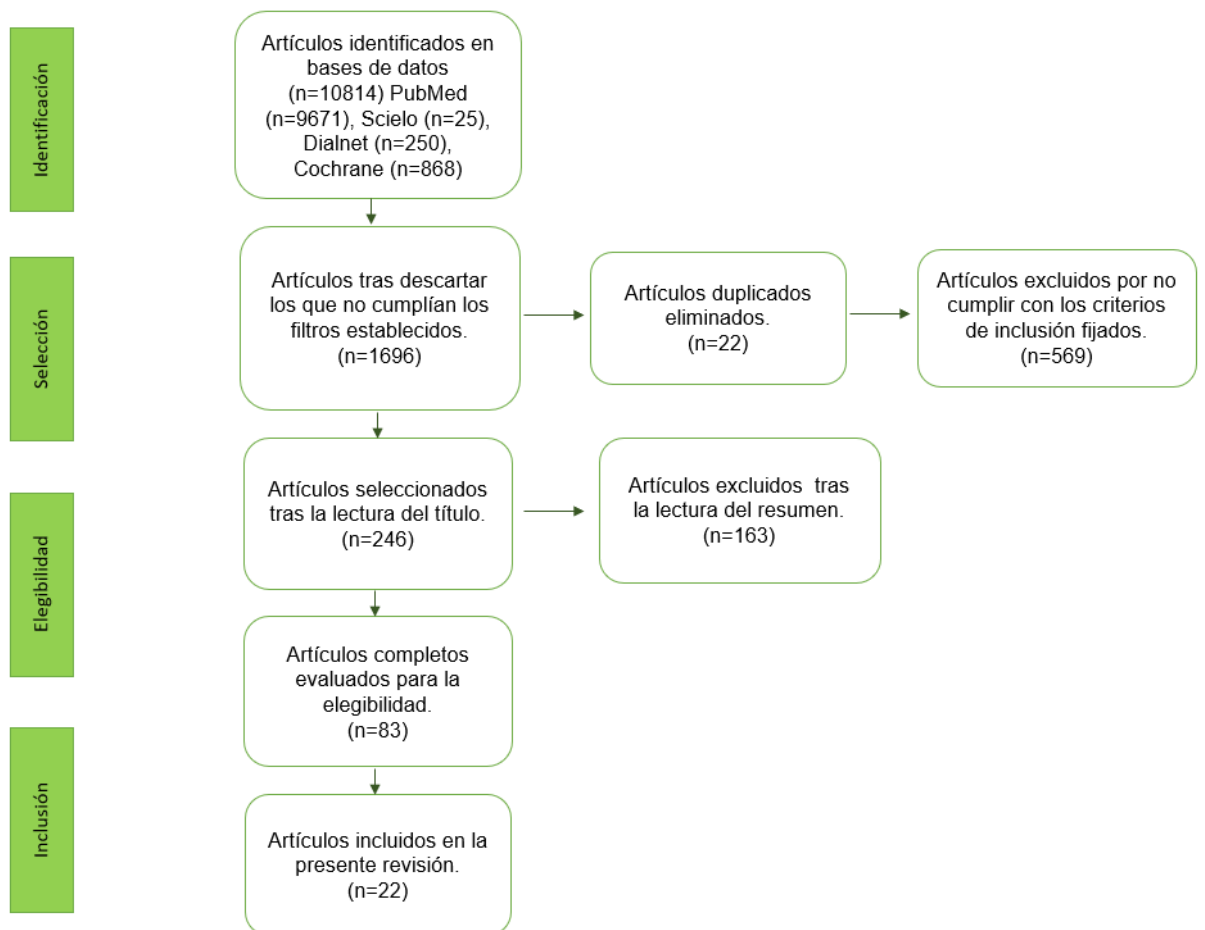 Identificación
Artículos identificados en
bases de datos
(n=10814) PubMed
(n=9671), Scielo (n=25),
Dialnet (n=250),
Cochrane (n=868)
Selección
Artículos tras descartar
los que no cumplían los
filtros establecidos.
(n=1696)
Artículos duplicados
eliminados.
(n=22)
Artículos excluidos por no
cumplir con los criterios
de inclusión fijados.
(n=569)
Elegibilidad
Artículos seleccionados
tras la lectura del título.
(n=246)
Artículos excluidos tras
la lectura del resumen.
(n=163)
Artículos completos
evaluados para la
elegibilidad.
(n=83)
Inclusión
Artículos incluidos en la
presente revisión.
(n=22)